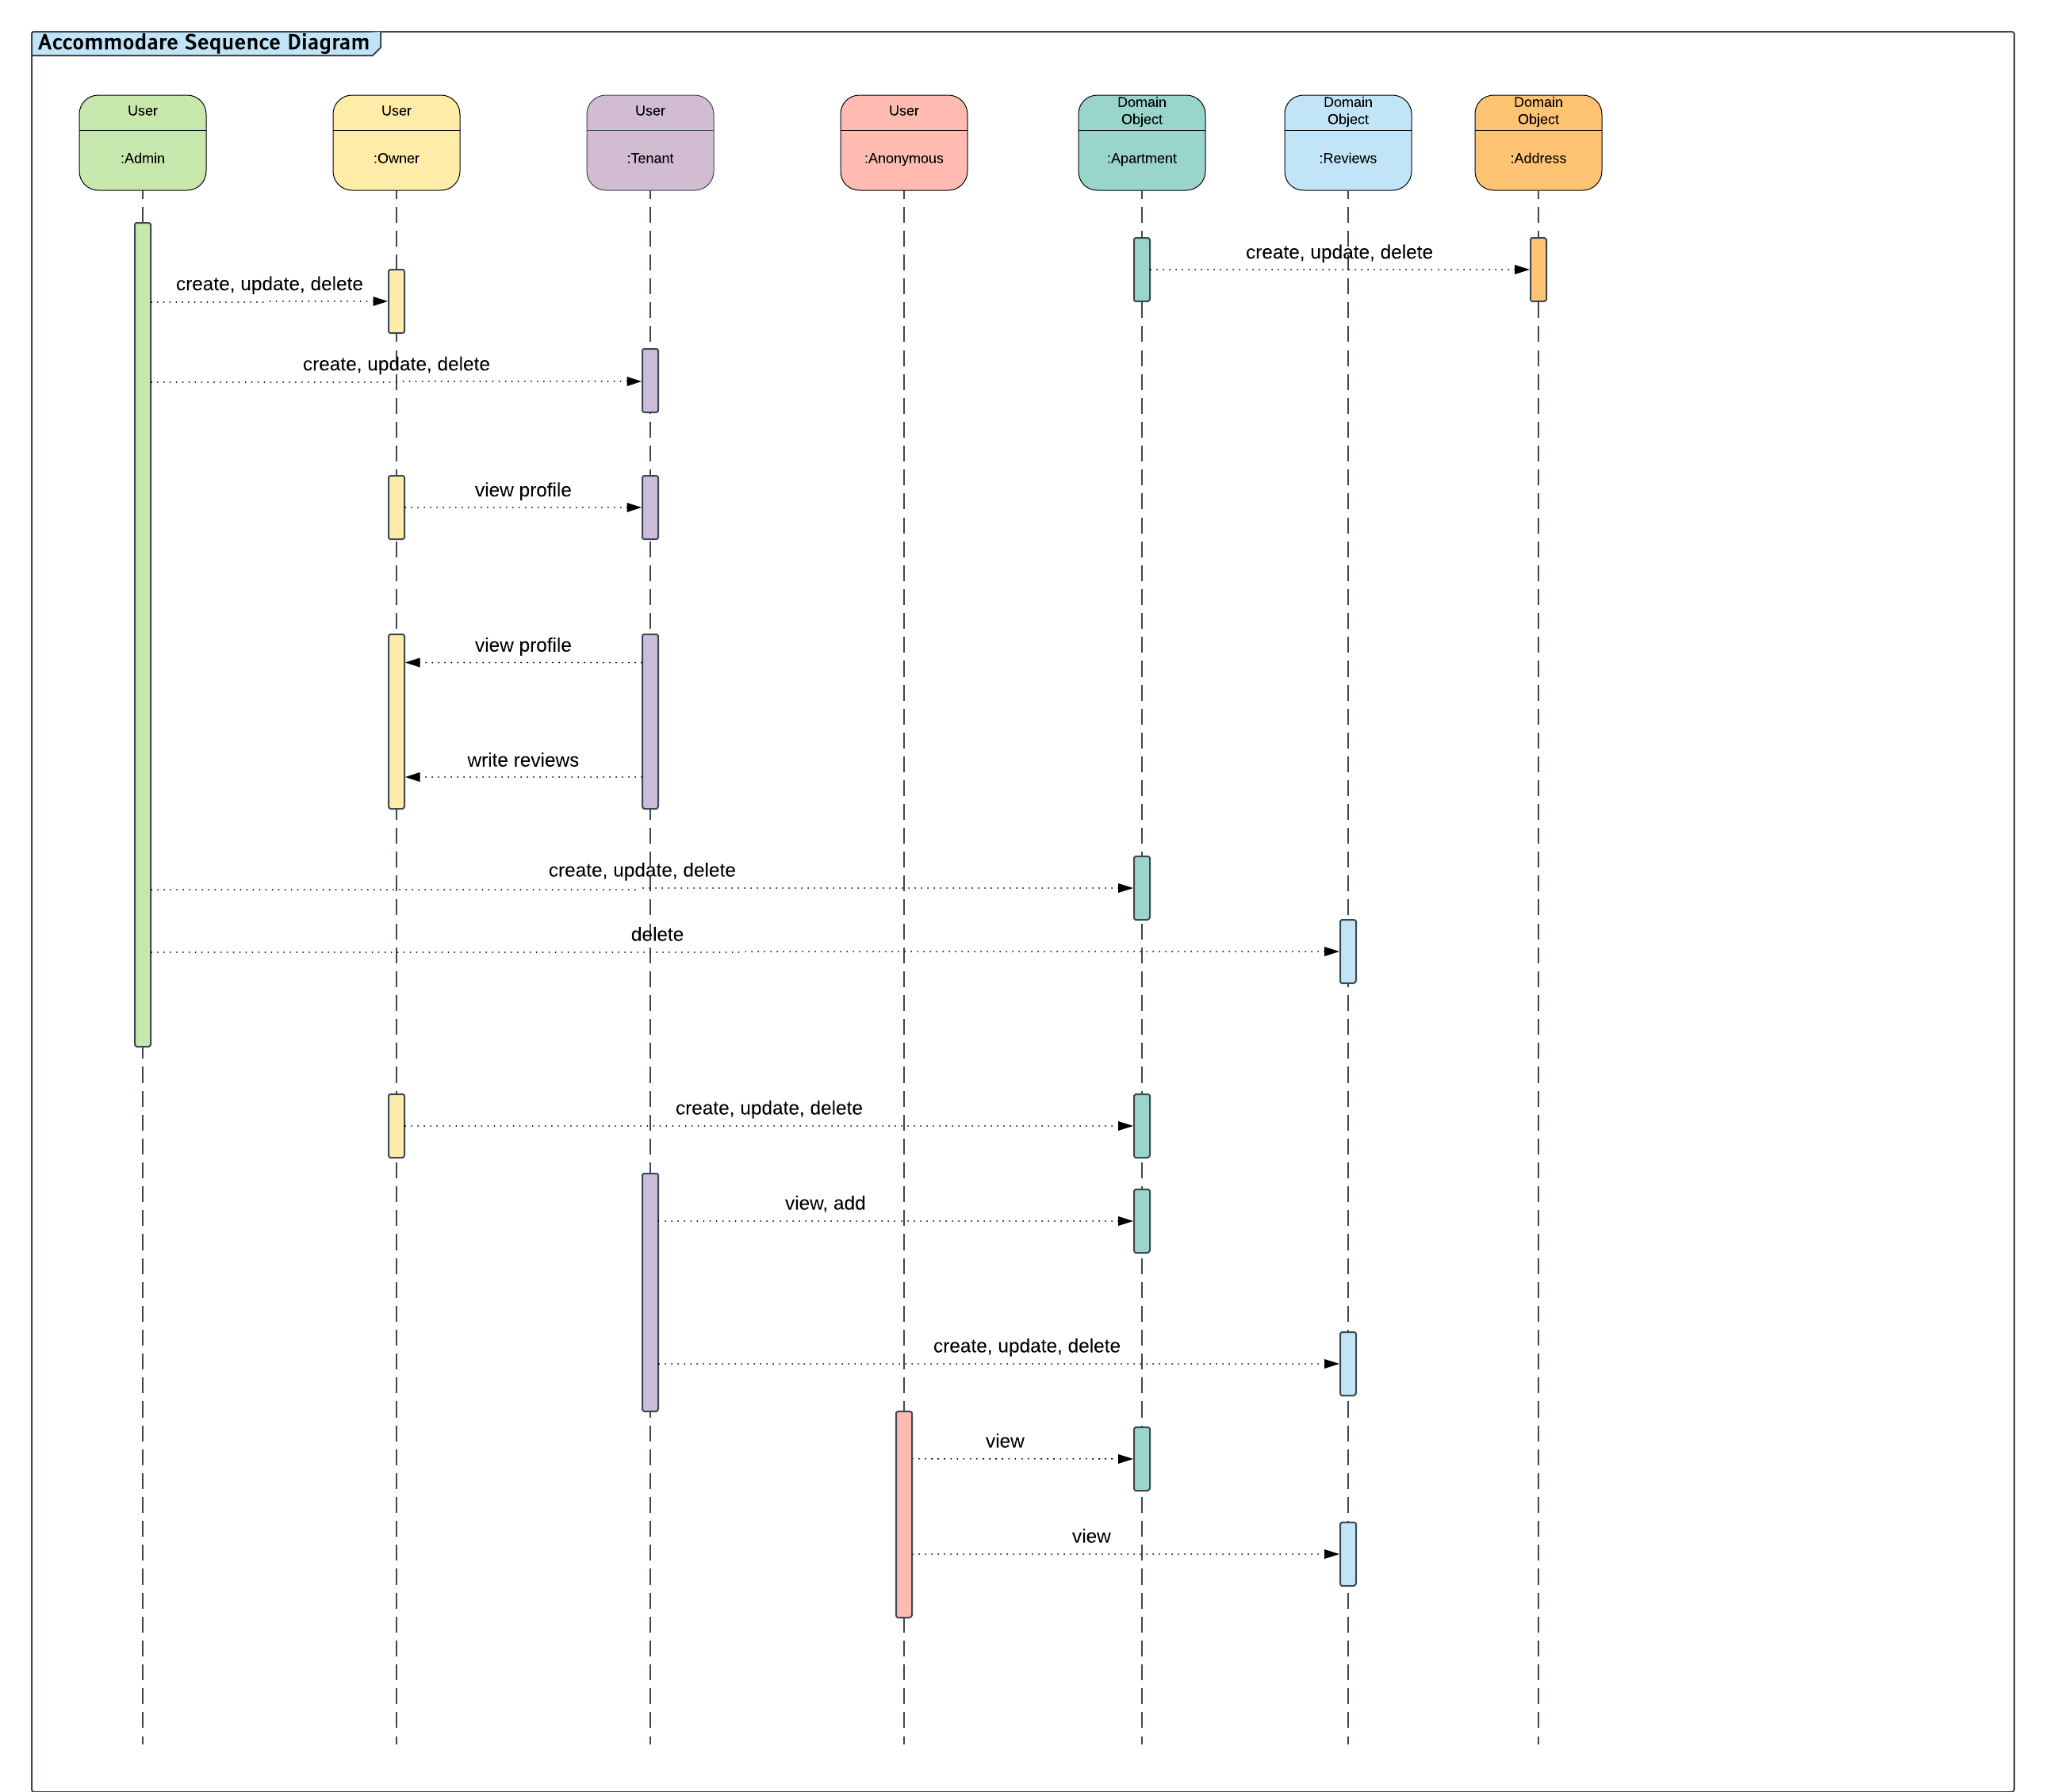 Accommodare Sequence Diagram
User
:Admin
User
:Owner
User
:Tenant
User
:Anonymous
Domain
Object
:Apartment
Domain
Object
:Reviews
Domain
Object
:Address
create, update, delete
create, update, delete
create, update, delete
view profile
view profile
write reviews
create, update, delete
delete
create, update, delete
view, add
create, update, delete
view
view